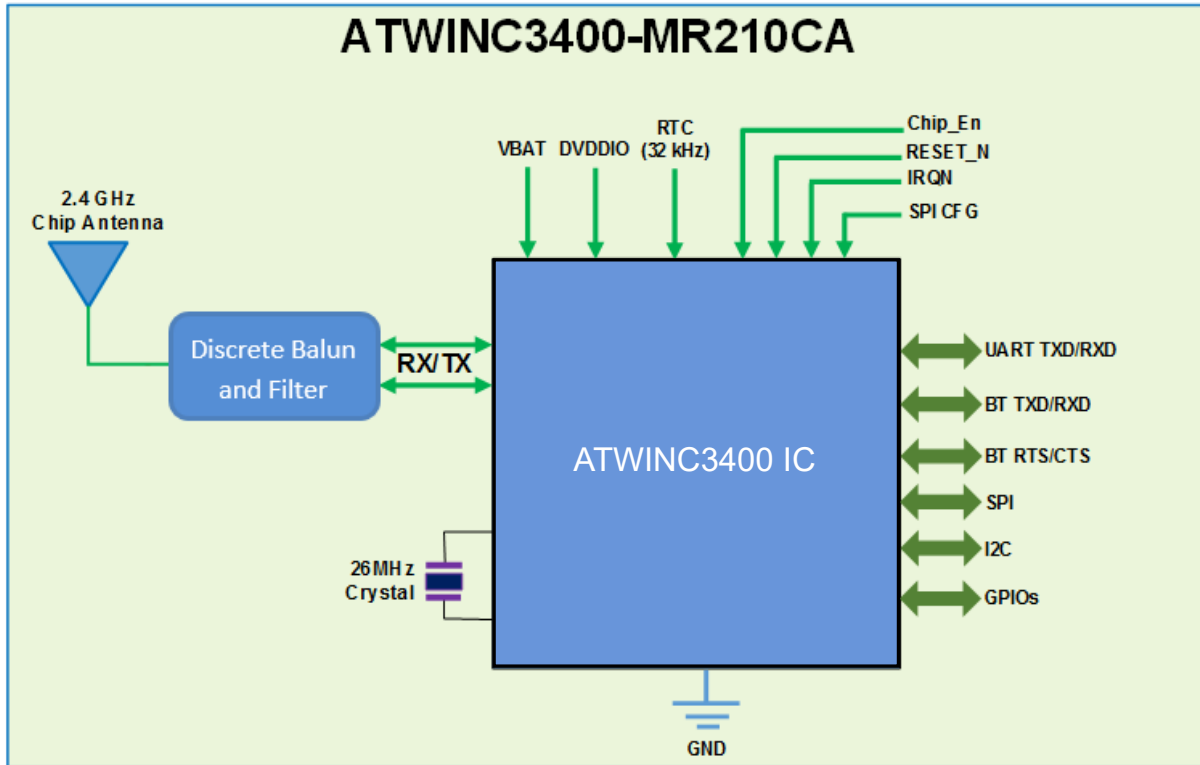 ATWINC3400-MR210CA
VBAT
DVDDIO
RTC
(32 kHz)
Chip_En
RESET_N
IRQN
SPI CFG
2.4 GHz
Chip Antenna
Discrete Balun
and Filter
RX/TX
ATWINC3400 IC
UART TXD/RXD
BT TXD/RXD
BT RTS/CTS
SPI
I2C
GPIOs
26MHz
Crystal
GND